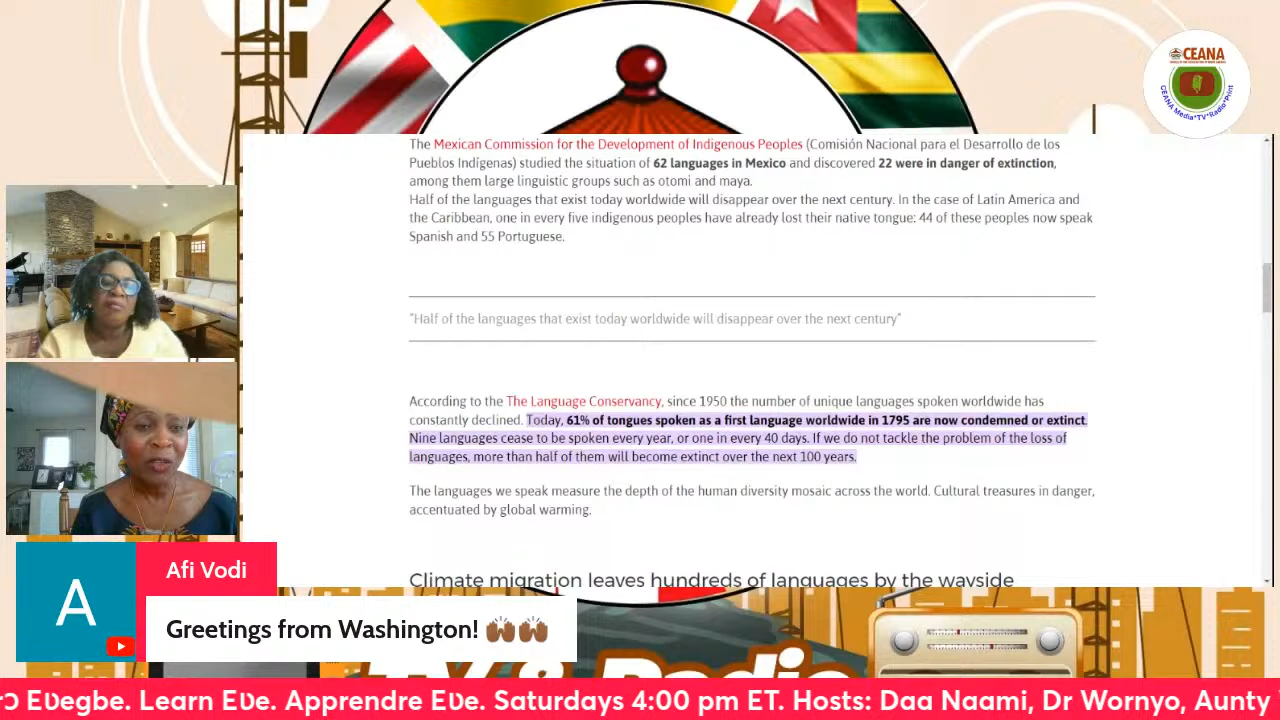 CEANA
CEANA Media*TV*Radio*Print
The Mexican Commission for the Development of Indigenous Peoples (Comisión Nacional para el Desarrollo de los
Pueblos Indígenas) studied the situation of 62 languages in Mexico and discovered 22 were in danger of extinction,
among them large linguistic groups such as otomi and maya.
Half of the languages that exist today worldwide will disappear over the next century. In the case of Latin America and
the Caribbean, one in every five indigenous peoples have already lost their native tongue: 44 of these peoples now speak
Spanish and 55 Portuguese.
"Half of the languages that exist today worldwide will disappear over the next century"
According to the The Language Conservancy, since 1950 the number of unique languages spoken worldwide has
constantly declined. Today, 61% of tongues spoken as a first language worldwide in 1795 are now condemned or extinct.
Nine languages cease to be spoken every year, or one in every 40 days. If we do not tackle the problem of the loss of
languages, more than half of them will become extinct over the next 100 years.
The languages we speak measure the depth of the human diversity mosaic across the world. Cultural treasures in danger,
accentuated by global warming.
Climate migration leaves hundreds of languages by the wayside
A
Afi Vodi
Greetings from Washington! 🙌🏾🙌🏾
TV & Radio
rɔ Eʋegbe. Learn Eʋe. Apprendre Eʋe. Saturdays 4:00 pm ET. Hosts: Daa Naami, Dr Wornyo, Aunty